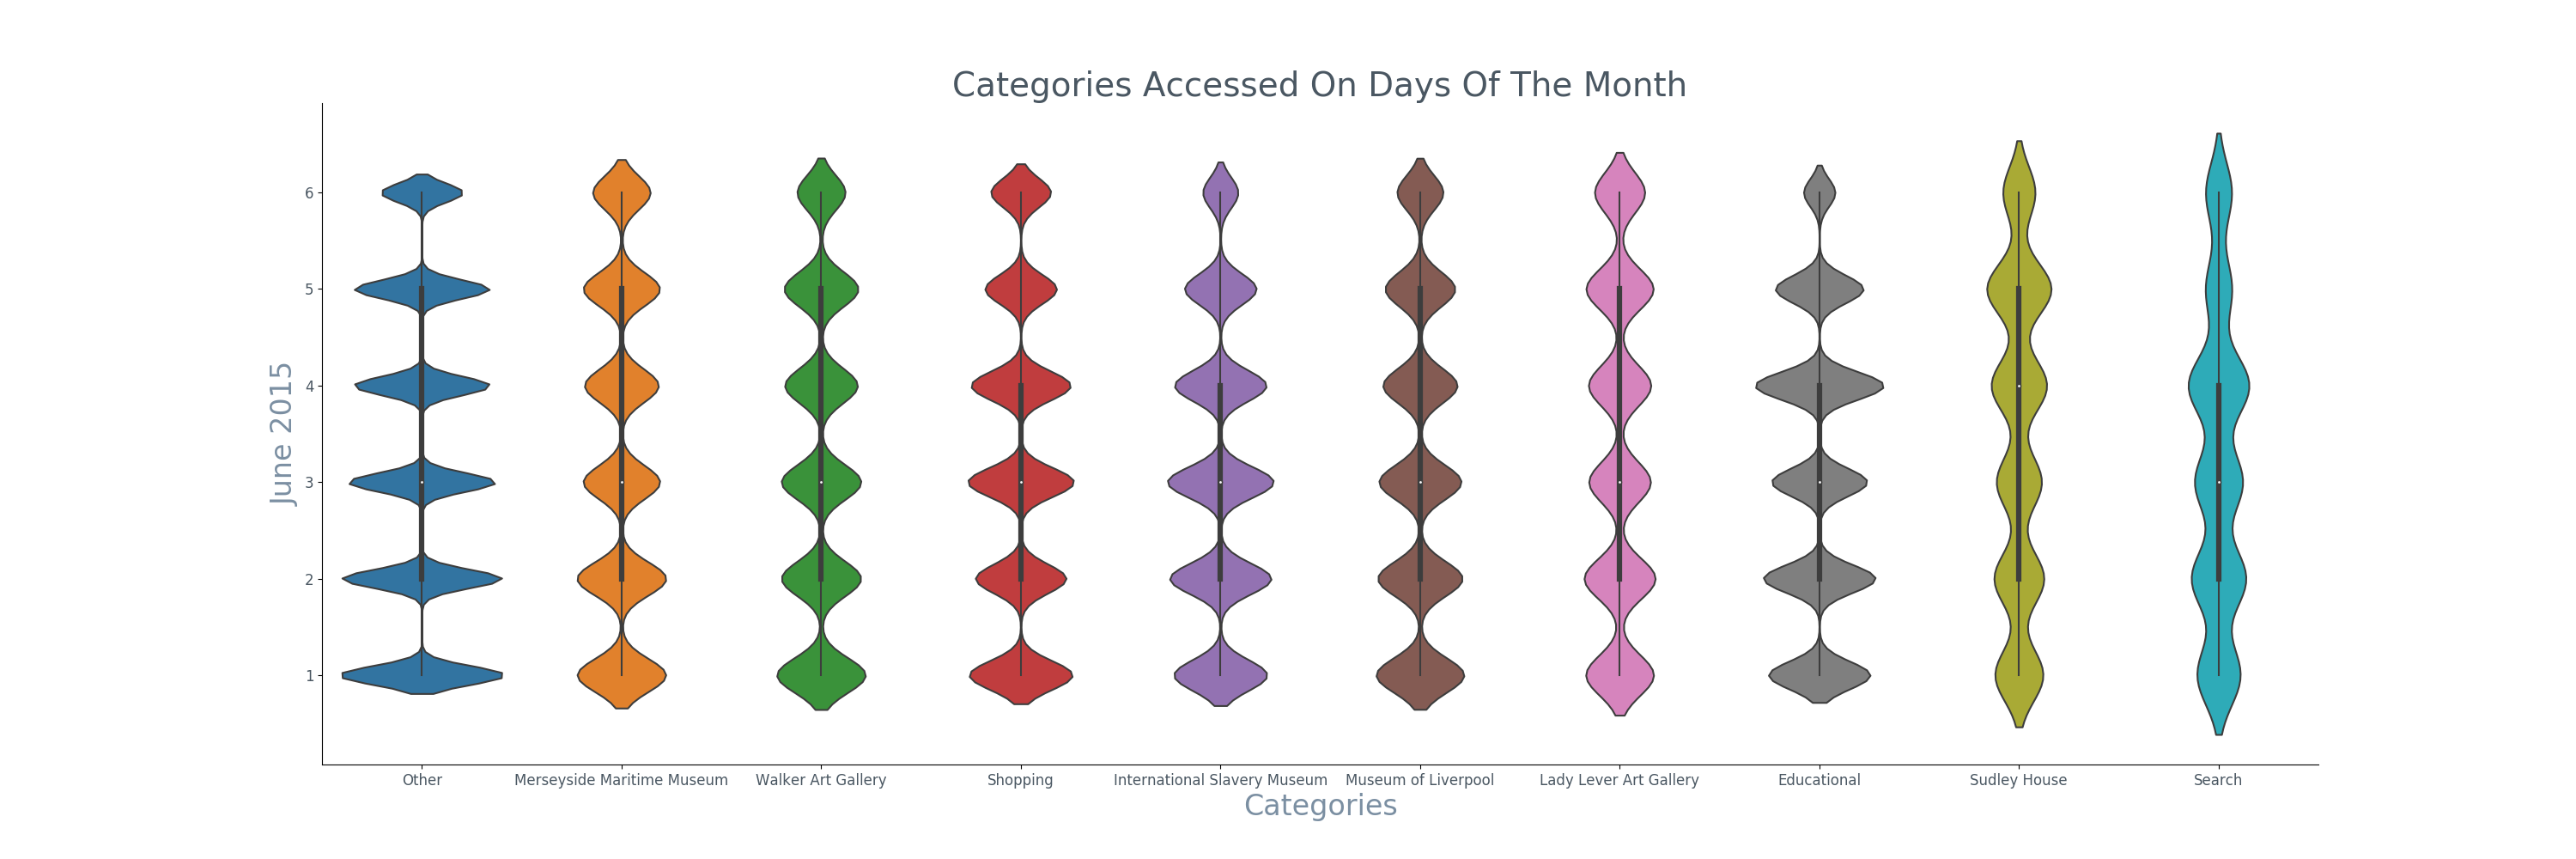 Categories Accessed On Days Of The Month
June 2015
6
5
4
3
2
1
Other Merseyside Maritime Museum Walker Art Gallery Shopping International Slavery Museum Museum of Liverpool Lady Lever Art Gallery Educational Sudley House Search
Categories